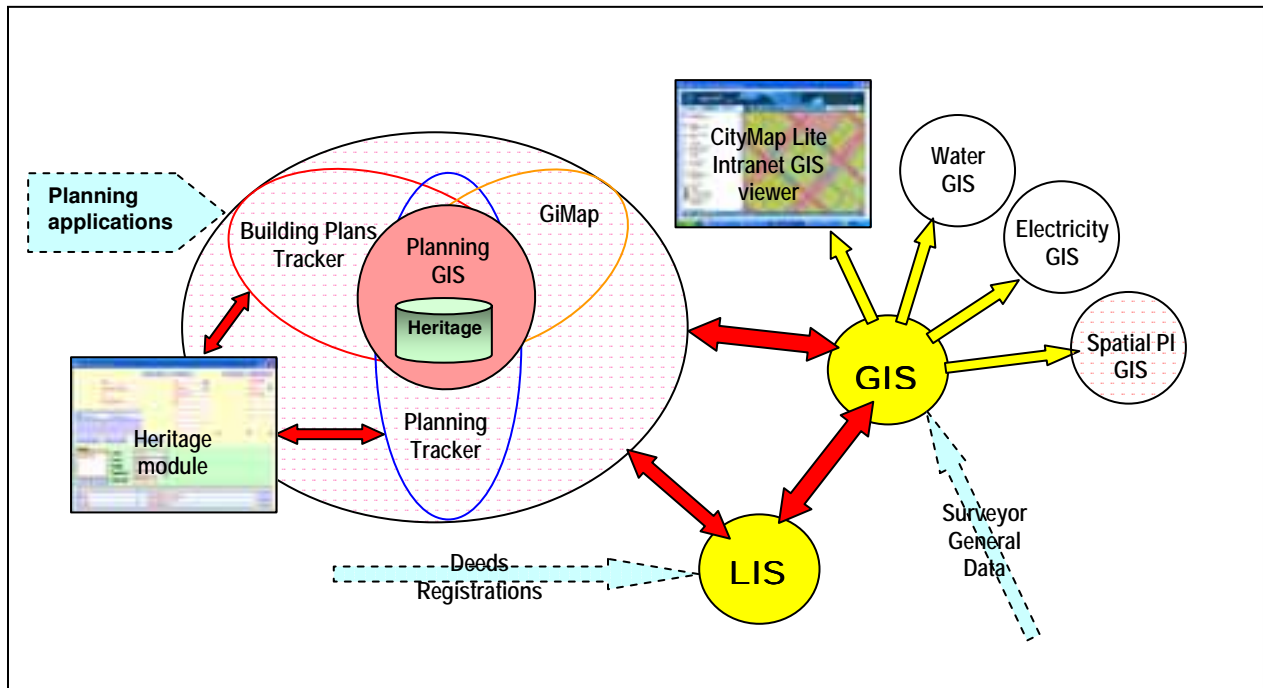 CityMap Lite
Intranet GIS
viewer
Water
GIS
Planning
applications
GiMap
Building Plans
Tracker
Electricity
GIS
Planning
GIS
Heritage
Spatial PI
GIS
GIS
Heritage
module
Planning
Tracker
Surveyor
General
Data
Deeds
Registrations
LIS